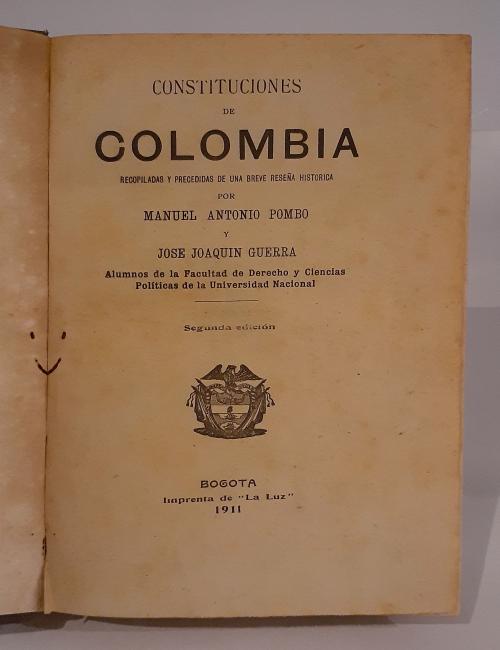 CONSTITUCIONES
DE
COLOMBIA
RECOPILADAS Y PRECEDIDAS DE UNA BREVE RESEÑA HISTORICA
POR
MANUEL ANTONIO POMBO
Y
JOSE JOAQUIN GUERRA
Alumnos de la Facultad de Derecho y Ciencias
Políticas de la Universidad Nacional
Segunda edición
BOGOTA
Imprenta de "La Luz"
1911